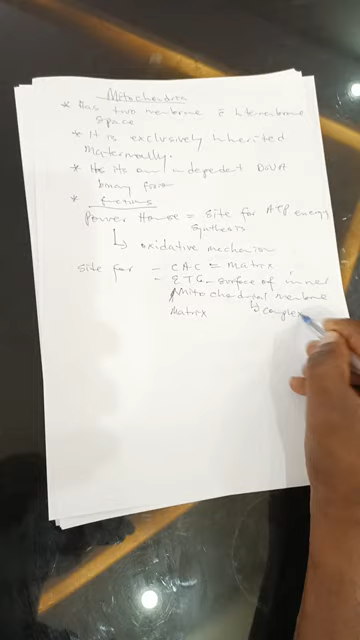 Mitochondria
* Has two membrane c̄ Intermembrane
space
* It is exclusively inherited
maternally.
* Has its own independent DNA
binary fission
* functions
Power House = site for ATP energy
synthesis
↳ oxidative mechanism
site for = CAC = Matrix
= ETC - surface of inner
Mitochondrial membrane
Matrix ↳ complex